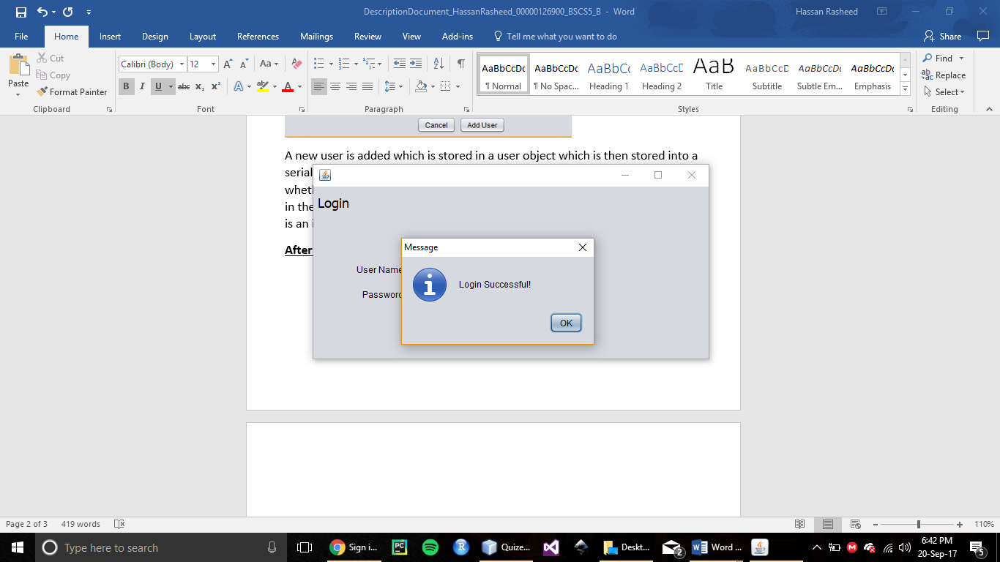 DescriptionDocument_HassanRasheed_00000126900_BSCS5_B - Word
Hassan Rasheed
File Home Insert Design Layout References Mailings Review View Add-ins Tell me what you want to do Share
Paste
Cut
Copy
Format Painter
Clipboard
Calibri (Body) 12
B I U abc x₂ x²
Font
Paragraph
AaBbCcDc AaBbCcDc AaBbC( AaBbCcD AaB AaBbCcD AaBbCcDc AaBbCcDc
¶ Normal ¶ No Spac... Heading 1 Heading 2 Title Subtitle Subtle Em... Emphasis
Styles
Find
Replace
Select
Editing
Cancel Add User
A new user is added which is stored in a user object which is then stored into a
serial
wheth
in the
is an i
After
Login
User Name
Password
Message
Login Successful!
OK
Page 2 of 3 419 words
110%
Type here to search
Sign i...
PC
R
Quize...
Deskt...
2
Word ...
6:42 PM
20-Sep-17
5